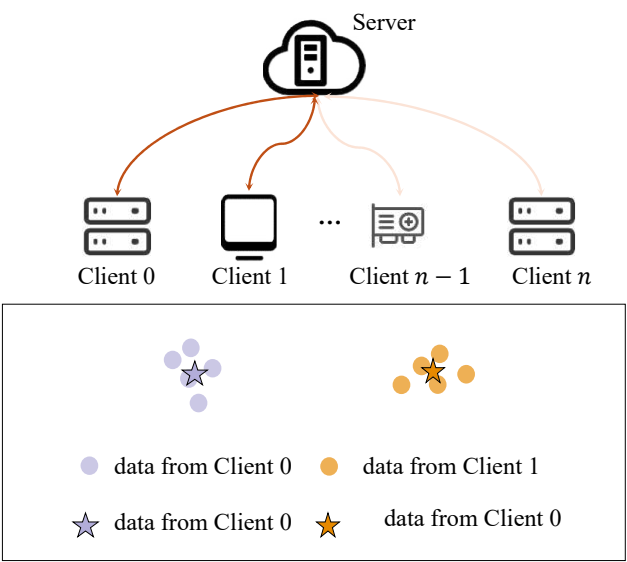 Server
...
Client 0 Client 1 Client n − 1 Client n
data from Client 0 data from Client 1
data from Client 0 data from Client 0